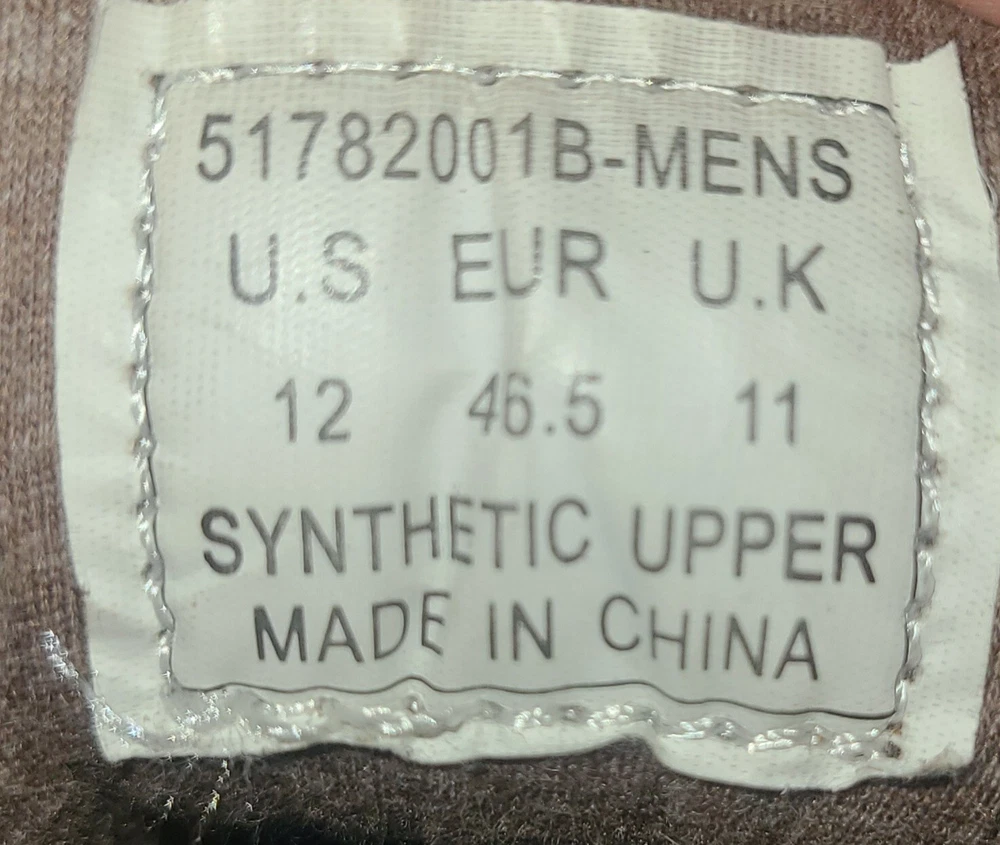 51782001B-MENS
U.S EUR U.K
12 46.5 11
SYNTHETIC UPPER
MADE IN CHINA